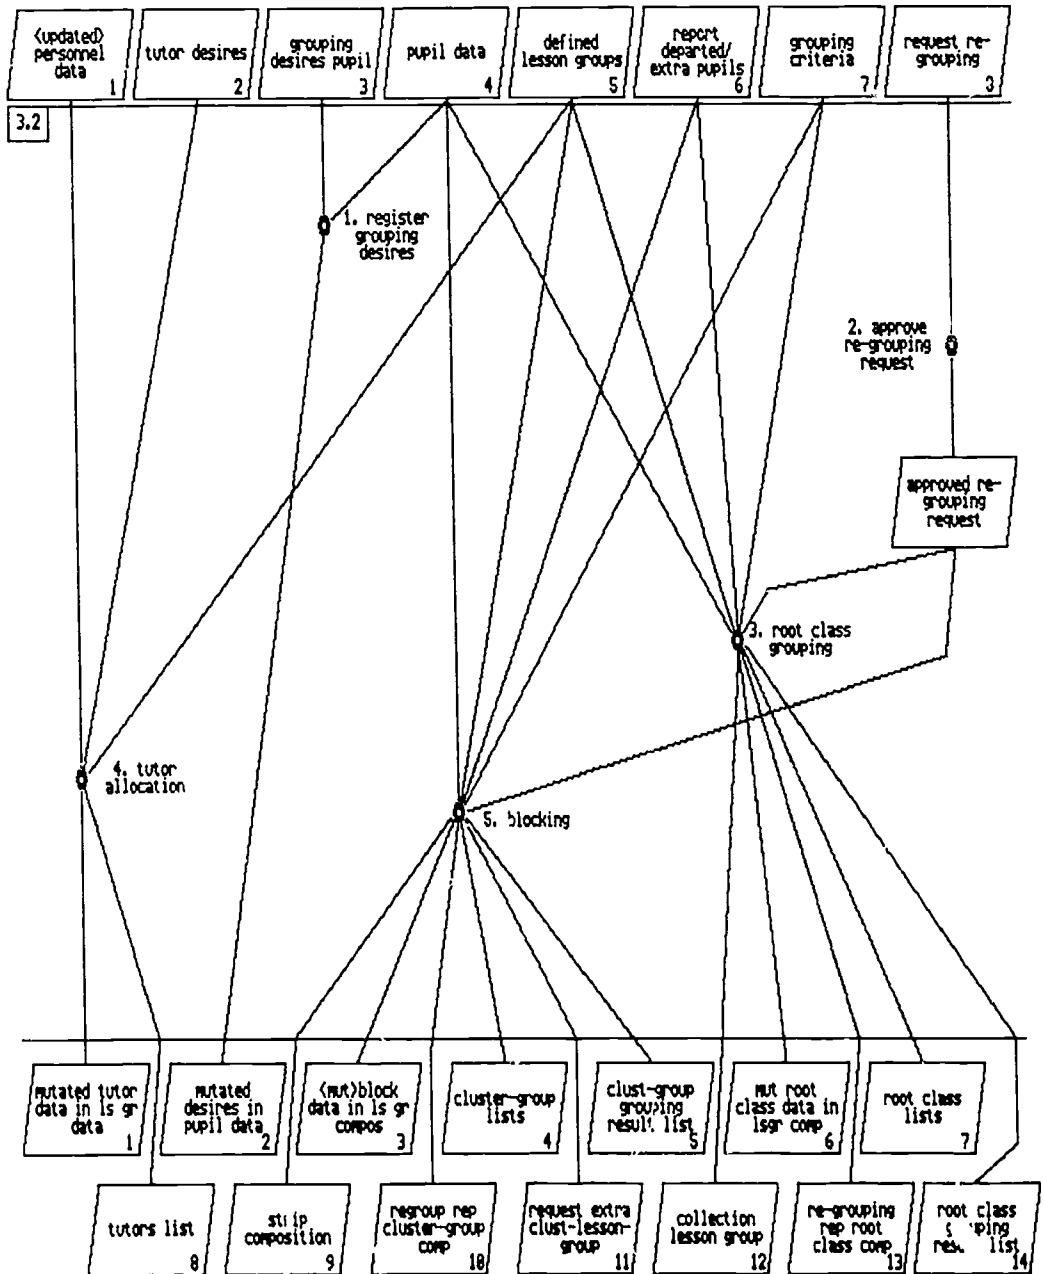 <updated>
personnel
data
1
tutor desires
2
grouping
desires pupil
3
pupil data
4
defined
lesson groups
5
report
departed/
extra pupils
6
grouping
criteria
7
request re-
grouping
3.2
1. register
grouping
desires
2. approve
re-grouping
request
approved re-
grouping
request
3. root class
grouping
4. tutor
allocation
5. blocking
mutated tutor
data in ls gr
data
1
mutated
desires in
pupil data
2
<mut>block
data in ls gr
compos
3
cluster-group
lists
4
clust-group
grouping
result list
5
mut root
class data in
lsgr comp
6
root class
lists
7
tutors list
8
strip
composition
9
regroup rep
cluster-group
comp
10
request extra
clust-lesson-
group
11
collection
lesson group
12
re-grouping
rep root
class comp
13
root class
list
14